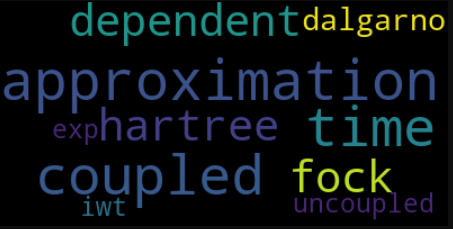 dependent dalgarno
approximation
exp hartree time
coupled fock
iwt uncoupled